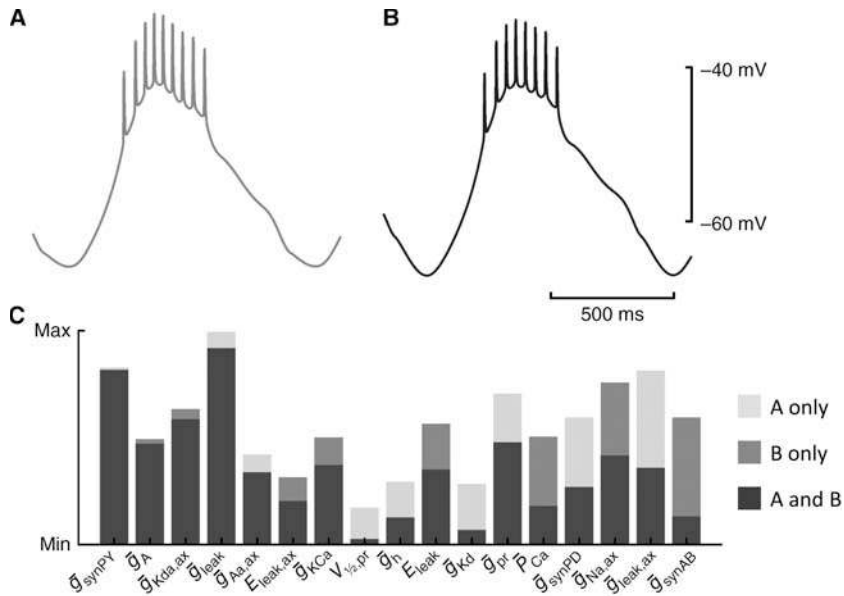 A
B
−40 mV
−60 mV
500 ms
C
Max
Min
A only
B only
A and B
ḡsynPY
ḡA
ḡKda,ax
ḡleak
ḡAa,ax
Eleak,ax
ḡKCa
V½,pr
ḡh
Eleak
ḡKd
ḡpr
P̄Ca
ḡsynPD
ḡNa,ax
ḡleak,ax
ḡsynAB